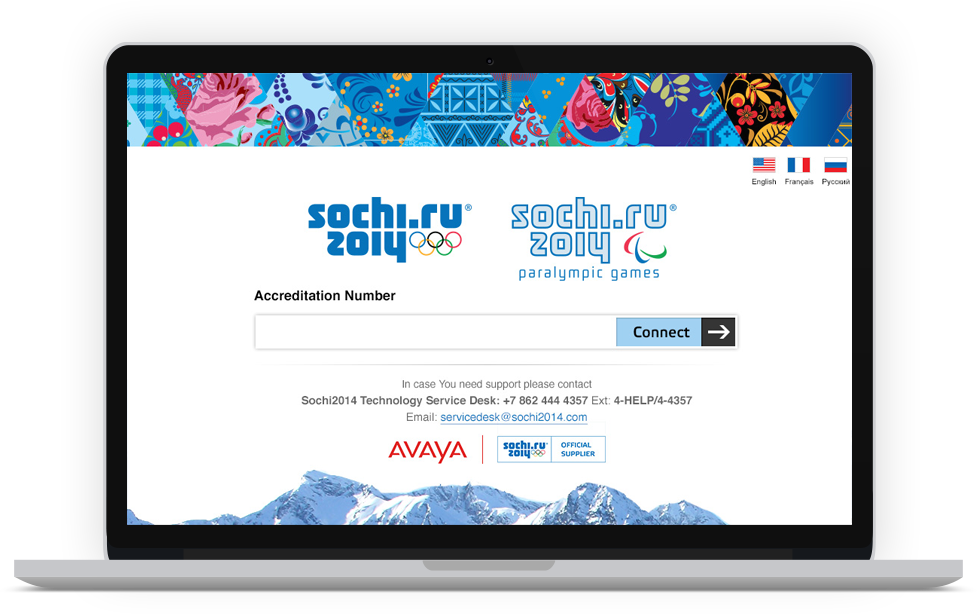 English Français Русский
sochi.ru®
2014
sochi.ru®
2014
paralympic games
Accreditation Number
Connect
In case You need support please contact
Sochi2014 Technology Service Desk: +7 862 444 4357 Ext: 4-HELP/4-4357
Email: servicedesk@sochi2014.com
AVAYA
sochi.ru®
2014
OFFICIAL
SUPPLIER